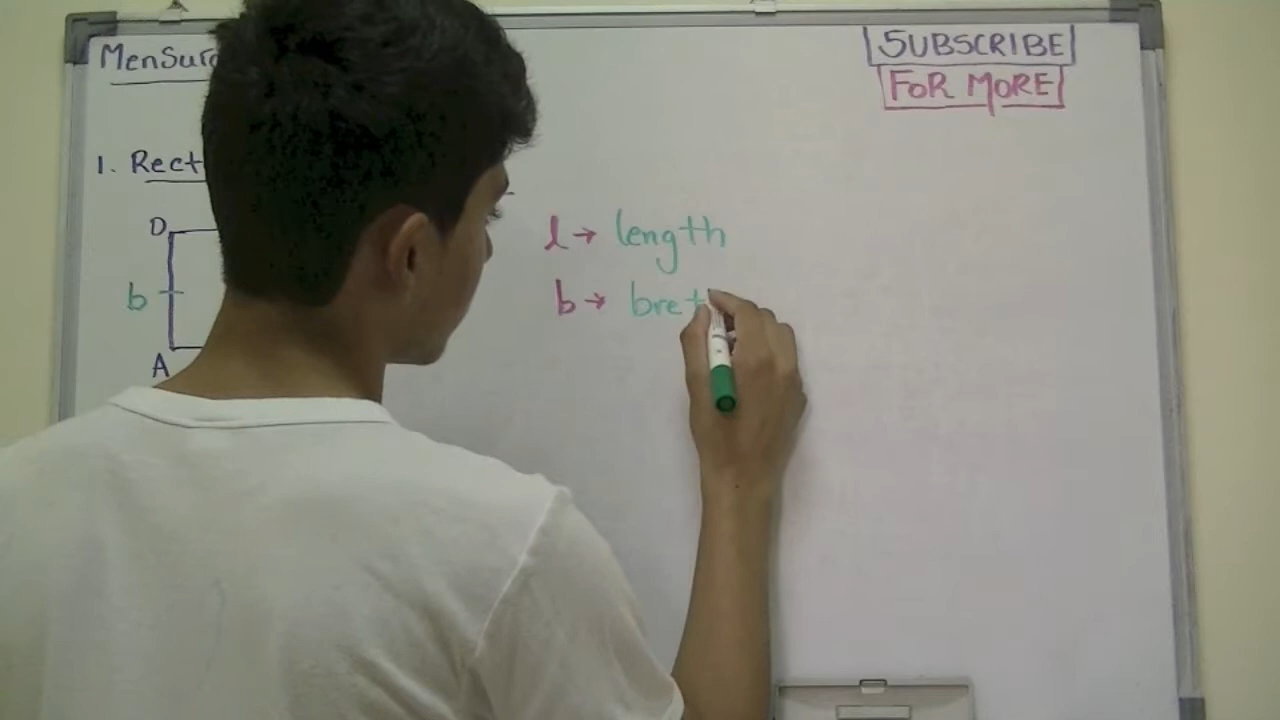 MenSur
SUBSCRIBE
FOR MORE
1. Rect
D
l → length
b
b → bret
A